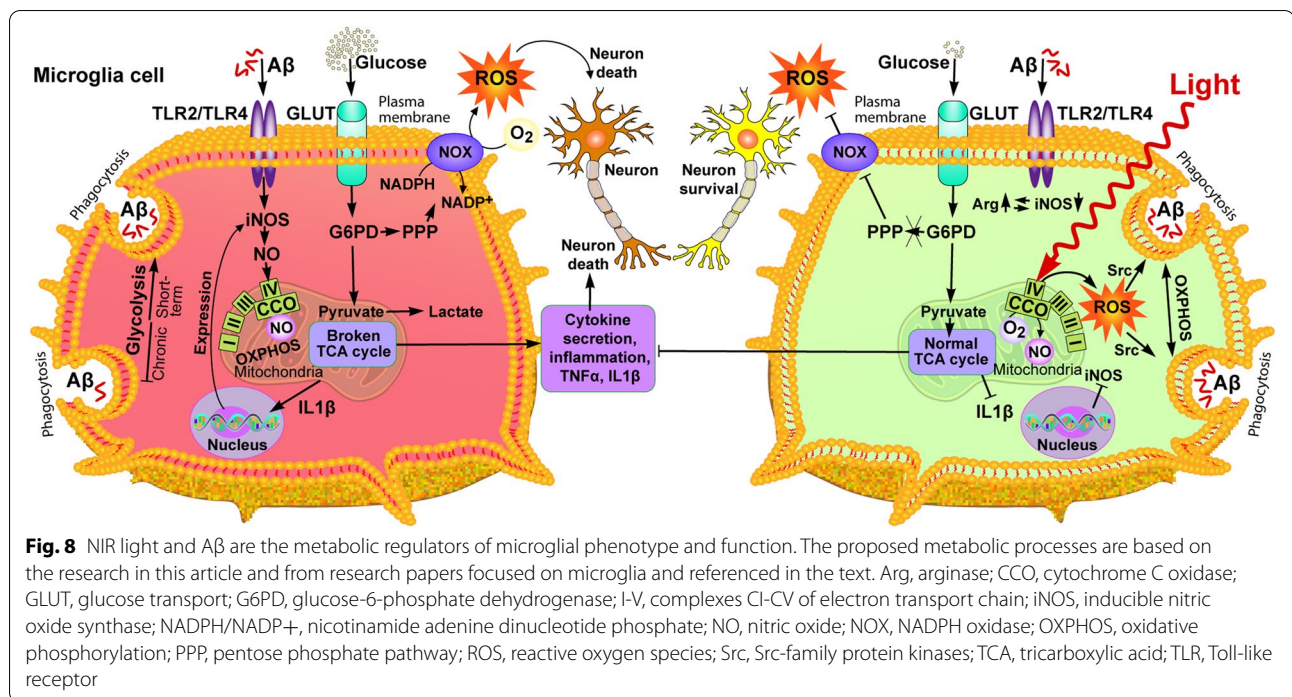 Microglia cell
Aβ
Glucose
TLR2/TLR4
GLUT
Plasma
membrane
ROS
O2
NOX
NADPH
NADP+
Neuron
death
Neuron
Phagocytosis
Aβ
Phagocytosis
Aβ
Glycolysis
Chronic
Short-
term
Expression
iNOS
NO
G6PD
PPP
IV
III
II
I
CCO
NO
OXPHOS
Mitochondria
Pyruvate
Lactate
Broken
TCA cycle
IL1β
Nucleus
Neuron
death
Cytokine
secretion,
inflammation,
TNFα, IL1β
Neuron
survival
ROS
Plasma
membrane
NOX
Glucose
GLUT
Aβ
TLR2/TLR4
Light
Arg
iNOS
PPP
G6PD
Pyruvate
Normal
TCA cycle
IL1β
IV
CCO
III
II
I
O2
NO
Mitochondria
ROS
Src
Src
iNOS
Nucleus
OXPHOS
Phagocytosis
Aβ
Aβ
Phagocytosis
Fig. 8 NIR light and Aβ are the metabolic regulators of microglial phenotype and function. The proposed metabolic processes are based on
the research in this article and from research papers focused on microglia and referenced in the text. Arg, arginase; CCO, cytochrome C oxidase;
GLUT, glucose transport; G6PD, glucose-6-phosphate dehydrogenase; I-V, complexes CI-CV of electron transport chain; iNOS, inducible nitric
oxide synthase; NADPH/NADP+, nicotinamide adenine dinucleotide phosphate; NO, nitric oxide; NOX, NADPH oxidase; OXPHOS, oxidative
phosphorylation; PPP, pentose phosphate pathway; ROS, reactive oxygen species; Src, Src-family protein kinases; TCA, tricarboxylic acid; TLR, Toll-like
receptor